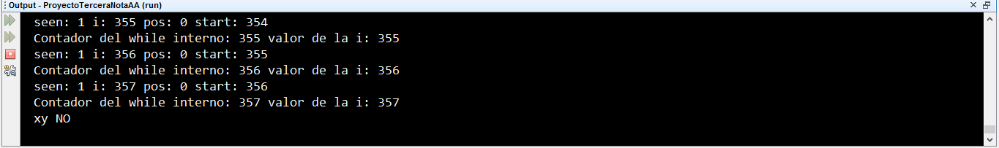 Output - ProyectoTerceraNotaAA (run)
seen: 1 i: 355 pos: 0 start: 354
Contador del while interno: 355 valor de la i: 355
seen: 1 i: 356 pos: 0 start: 355
Contador del while interno: 356 valor de la i: 356
seen: 1 i: 357 pos: 0 start: 356
Contador del while interno: 357 valor de la i: 357
xy NO